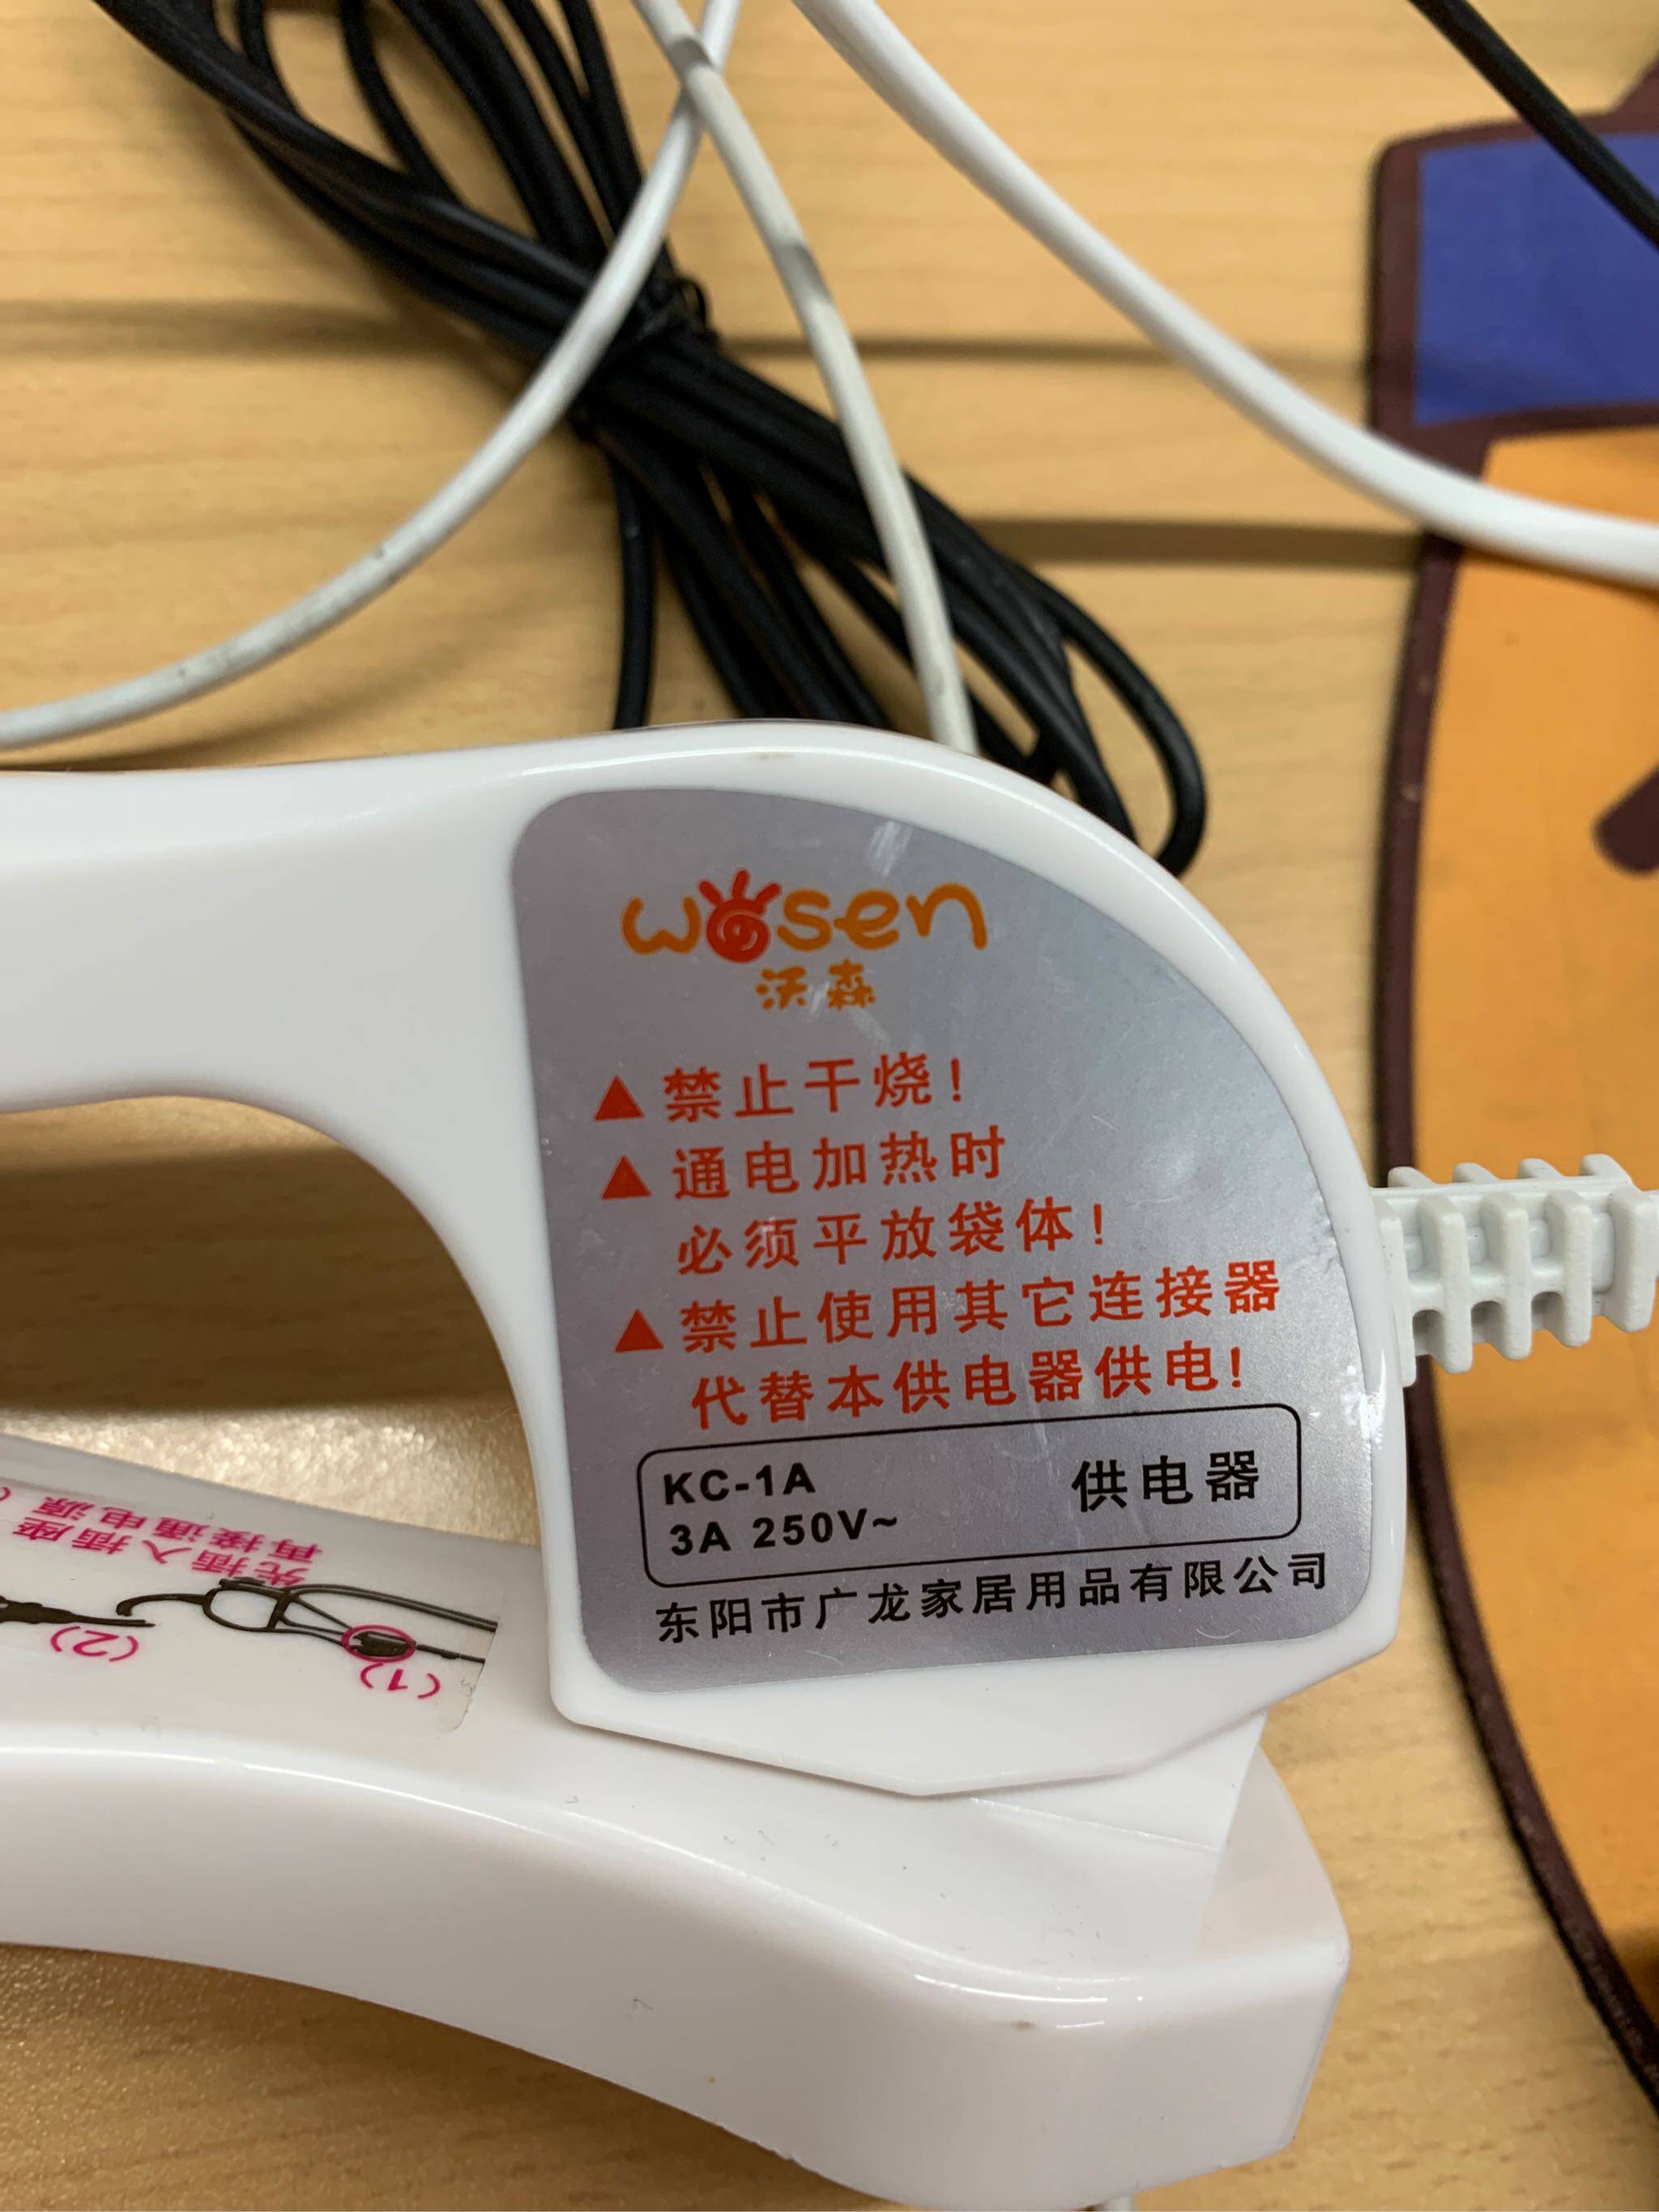 wosen
沃森
▲禁止干烧！
▲通电加热时
必须平放袋体！
▲禁止使用其它连接器
代替本供电器供电！
KC-1A 供电器
3A 250V~
东阳市广龙家居用品有限公司
(1)
(2)
先插入插座
再接通电源